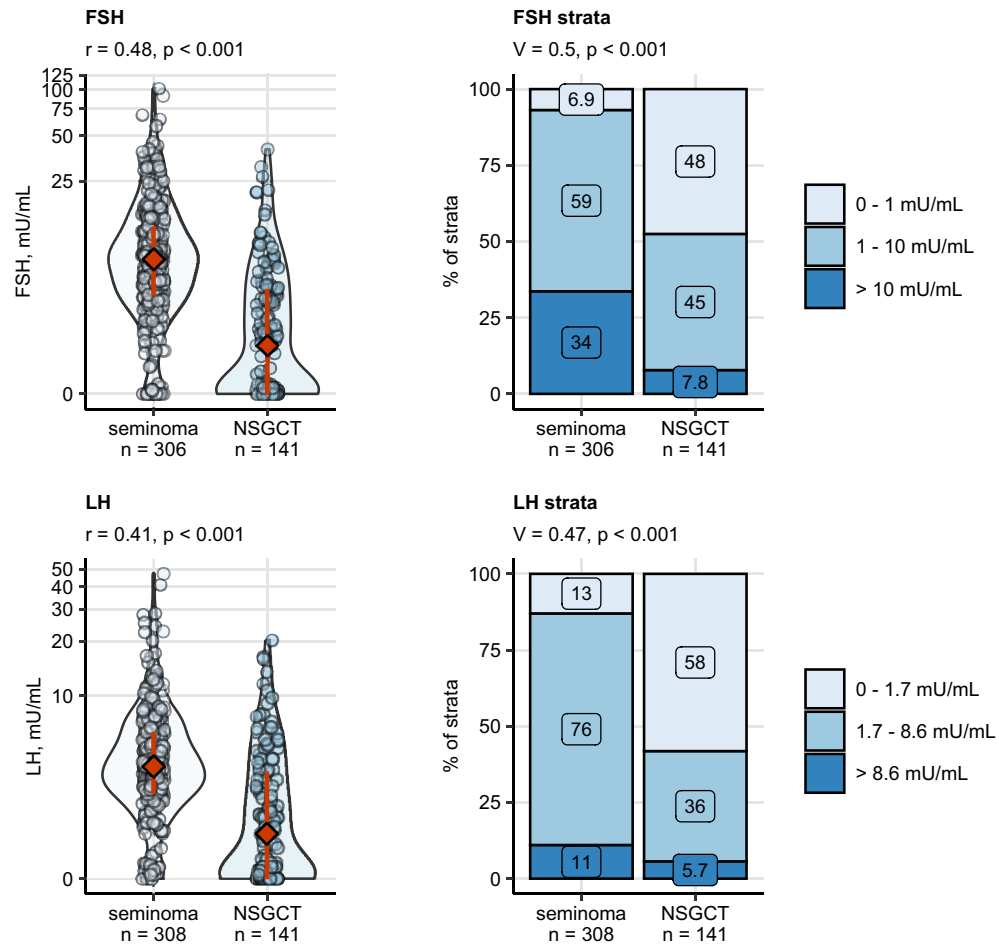 FSH
r = 0.48, p < 0.001
125
100
75
50
25
0
FSH, mU/mL
seminoma
n = 306
NSGCT
n = 141
FSH strata
V = 0.5, p < 0.001
100
75
50
25
0
% of strata
6.9
59
34
48
45
7.8
seminoma
n = 306
NSGCT
n = 141
0 - 1 mU/mL
1 - 10 mU/mL
> 10 mU/mL
LH
r = 0.41, p < 0.001
50
40
30
20
10
0
LH, mU/mL
seminoma
n = 308
NSGCT
n = 141
LH strata
V = 0.47, p < 0.001
100
75
50
25
0
% of strata
13
76
11
58
36
5.7
seminoma
n = 308
NSGCT
n = 141
0 - 1.7 mU/mL
1.7 - 8.6 mU/mL
> 8.6 mU/mL